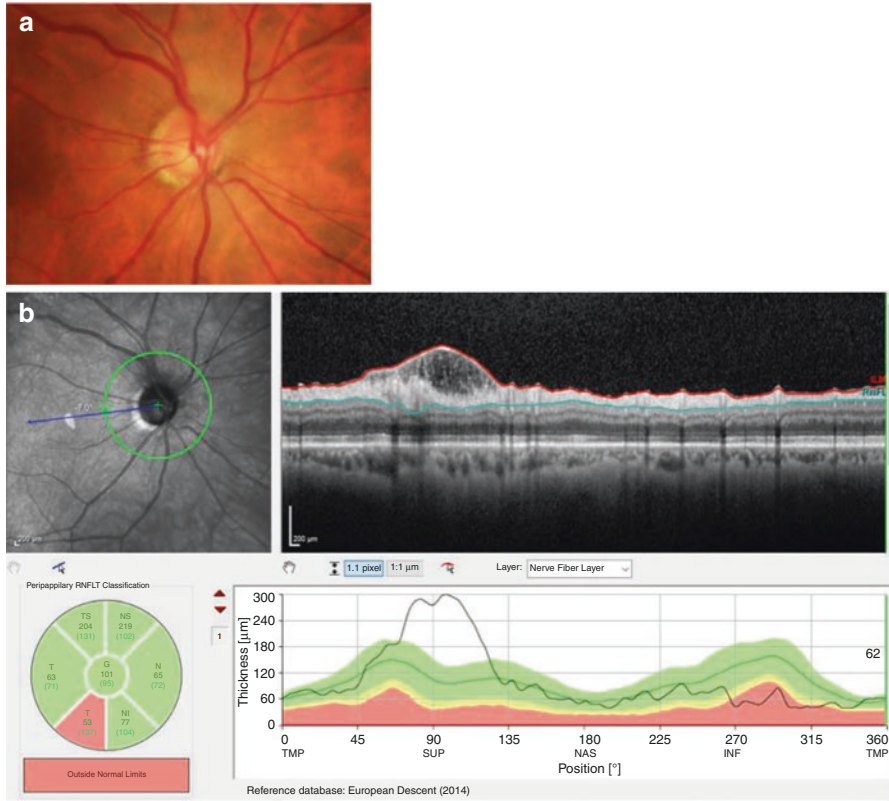 a
b
200 µm
ILM
RNFL
200 µm
1.1 pixel
1:1 µm
Layer:
Nerve Fiber Layer
Peripappilary RNFLT Classification
TS
204
(131)
NS
219
(102)
T
63
(71)
G
101
(95)
N
65
(72)
T
53
NI
77
(104)
Outside Normal Limits
1
Thickness [µm]
300
240
180
120
60
0
62
0 45 90 135 180 225 270 315 360
TMP SUP NAS INF TMP
Position [°]
Reference database: European Descent (2014)